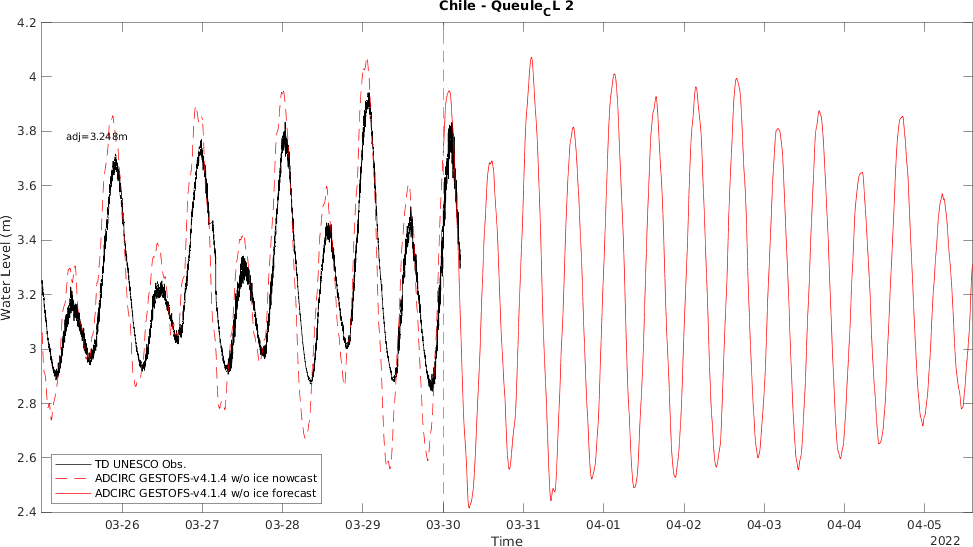 Chile - Queule_CL 2
4.2
4
3.8
3.6
3.4
3.2
3
2.8
2.6
2.4
Water Level (m)
adj=3.248m
TD UNESCO Obs.
ADCIRC GESTOFS-v4.1.4 w/o ice nowcast
ADCIRC GESTOFS-v4.1.4 w/o ice forecast
03-26 03-27 03-28 03-29 03-30 03-31 04-01 04-02 04-03 04-04 04-05
Time
2022